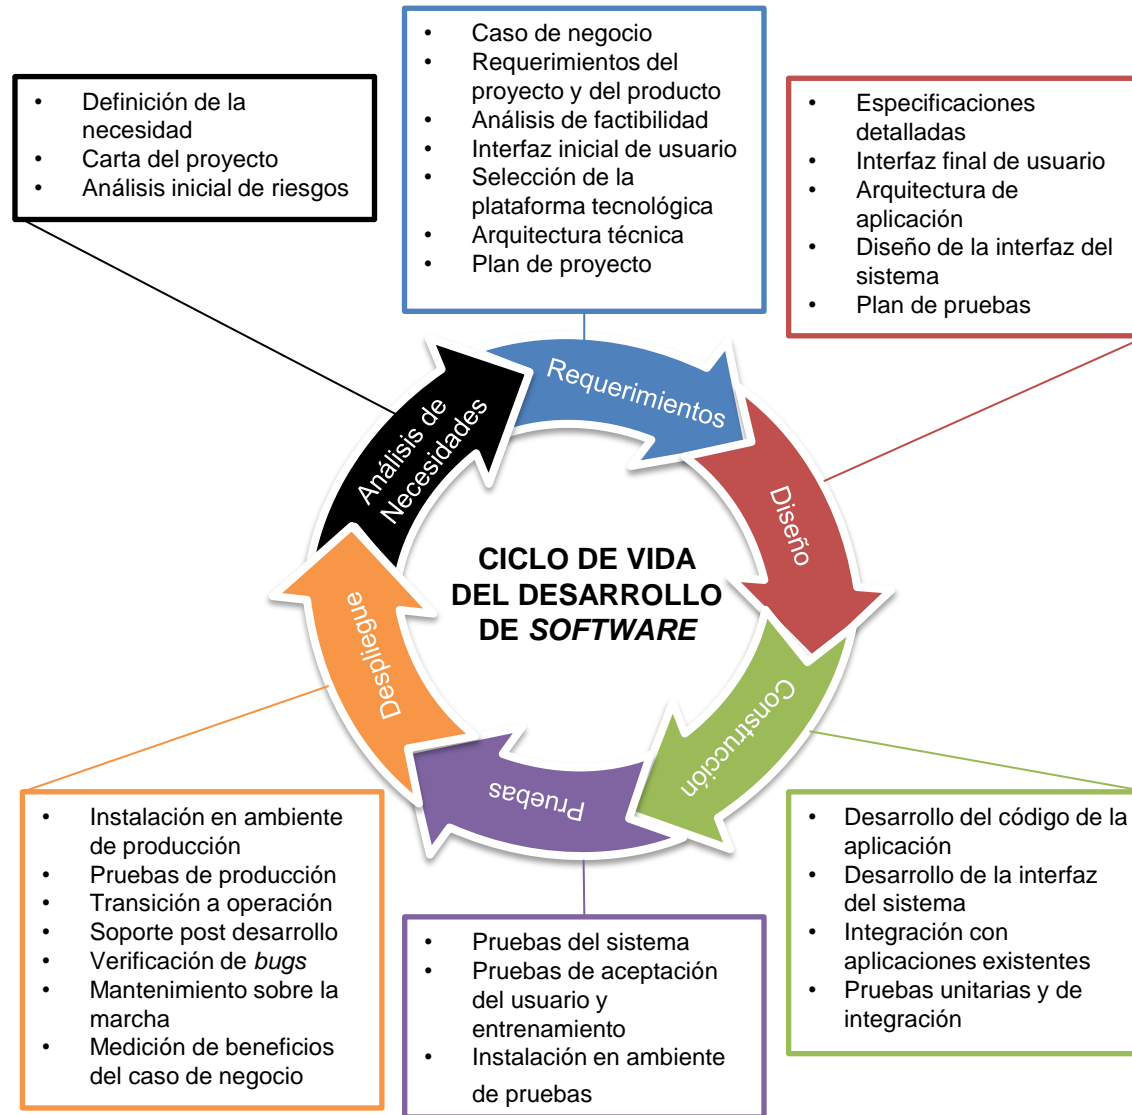 • Definición de la
necesidad
• Carta del proyecto
• Análisis inicial de riesgos
• Caso de negocio
• Requerimientos del
proyecto y del producto
• Análisis de factibilidad
• Interfaz inicial de usuario
• Selección de la
plataforma tecnológica
• Arquitectura técnica
• Plan de proyecto
• Especificaciones
detalladas
• Interfaz final de usuario
• Arquitectura de
aplicación
• Diseño de la interfaz del
sistema
• Plan de pruebas
Análisis de
Necesidades
Requerimientos
Diseño
Construcción
Pruebas
Despliegue
CICLO DE VIDA
DEL DESARROLLO
DE SOFTWARE
• Instalación en ambiente
de producción
• Pruebas de producción
• Transición a operación
• Soporte post desarrollo
• Verificación de bugs
• Mantenimiento sobre la
marcha
• Medición de beneficios
del caso de negocio
• Pruebas del sistema
• Pruebas de aceptación
del usuario y
entrenamiento
• Instalación en ambiente
de pruebas
• Desarrollo del código de la
aplicación
• Desarrollo de la interfaz
del sistema
• Integración con
aplicaciones existentes
• Pruebas unitarias y de
integración